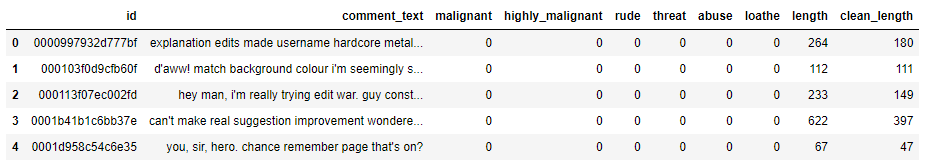 id comment_text malignant highly_malignant rude threat abuse loathe length clean_length
0 0000997932d777bf explanation edits made username hardcore metal... 0 0 0 0 0 0 264 180
1 000103f0d9cfb60f d'aww! match background colour i'm seemingly s... 0 0 0 0 0 0 112 111
2 000113f07ec002fd hey man, i'm really trying edit war. guy const... 0 0 0 0 0 0 233 149
3 0001b41b1c6bb37e can't make real suggestion improvement wondere... 0 0 0 0 0 0 622 397
4 0001d958c54c6e35 you, sir, hero. chance remember page that's on? 0 0 0 0 0 0 67 47